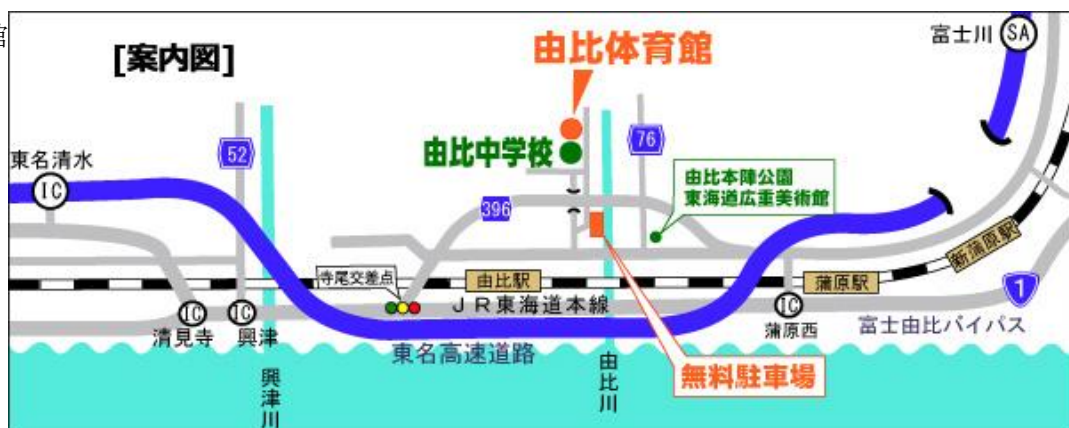 館
[案内図]
由比体育館
富士川
SA
由比中学校
52
76
東名清水
IC
396
由比本陣公園
東海道広重美術館
寺尾交差点
由比駅
JR東海道本線
蒲原駅
新蒲原駅
1
IC
清見寺
IC
興津
IC
蒲原西
富士由比バイパス
東名高速道路
興津川
由比川
無料駐車場